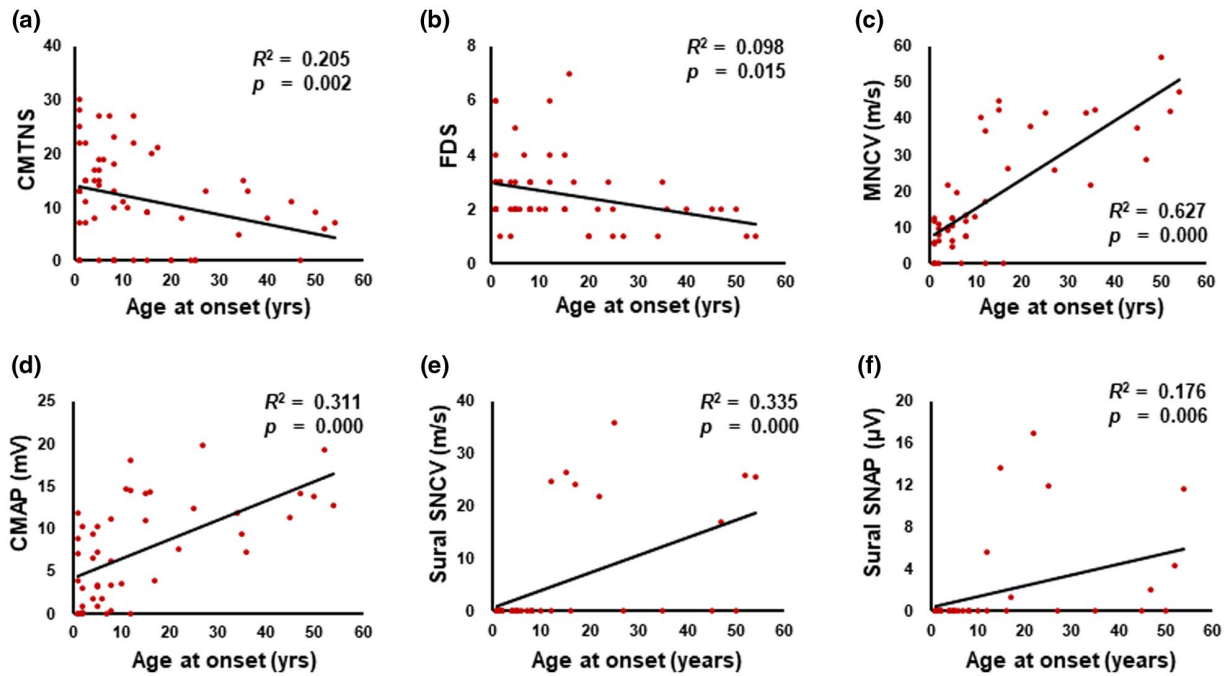 (a)
R² = 0.205
p = 0.002
CMTNS
40
30
20
10
0
0 10 20 30 40 50 60
Age at onset (yrs)
(b)
R² = 0.098
p = 0.015
FDS
8
6
4
2
0
0 10 20 30 40 50 60
Age at onset (yrs)
(c)
R² = 0.627
p = 0.000
MNCV (m/s)
60
50
40
30
20
10
0
0 10 20 30 40 50 60
Age at onset (yrs)
(d)
R² = 0.311
p = 0.000
CMAP (mV)
25
20
15
10
5
0
0 10 20 30 40 50 60
Age at onset (yrs)
(e)
R² = 0.335
p = 0.000
Sural SNCV (m/s)
40
30
20
10
0
0 10 20 30 40 50 60
Age at onset (years)
(f)
R² = 0.176
p = 0.006
Sural SNAP (µV)
20
16
12
8
4
0
0 10 20 30 40 50 60
Age at onset (years)